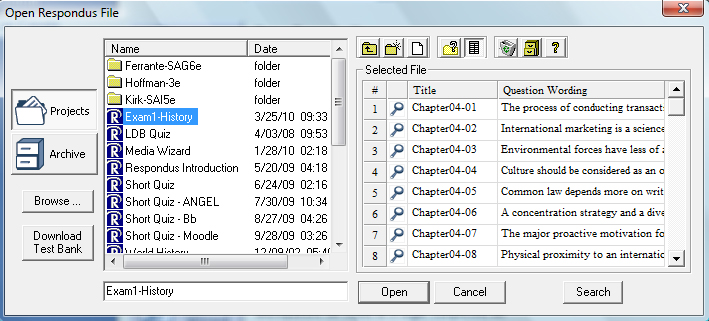 Open Respondus File
Projects
Archive
Browse ...
Download
Test Bank
Name Date
Ferrante-SAG6e folder
Hoffman-3e folder
Kirk-SAI5e folder
Exam1-History 3/25/10 09:33
LDB Quiz 4/03/08 09:53
Media Wizard 1/28/10 02:18
Respondus Introduction 5/20/09 04:18
Short Quiz 6/24/09 02:16
Short Quiz - ANGEL 7/30/09 10:34
Short Quiz - Bb 8/27/09 04:26
Short Quiz - Moodle 9/28/09 03:26
World History
Exam1-History
Selected File
# Title Question Wording
1 Chapter04-01 The process of conducting transact
2 Chapter04-02 International marketing is a science
3 Chapter04-03 Environmental forces have less of a
4 Chapter04-04 Culture should be considered as an o
5 Chapter04-05 Common law depends more on writ
6 Chapter04-06 A concentration strategy and a dive
7 Chapter04-07 The major proactive motivation fo
8 Chapter04-08 Physical proximity to an internatio
Open Cancel Search